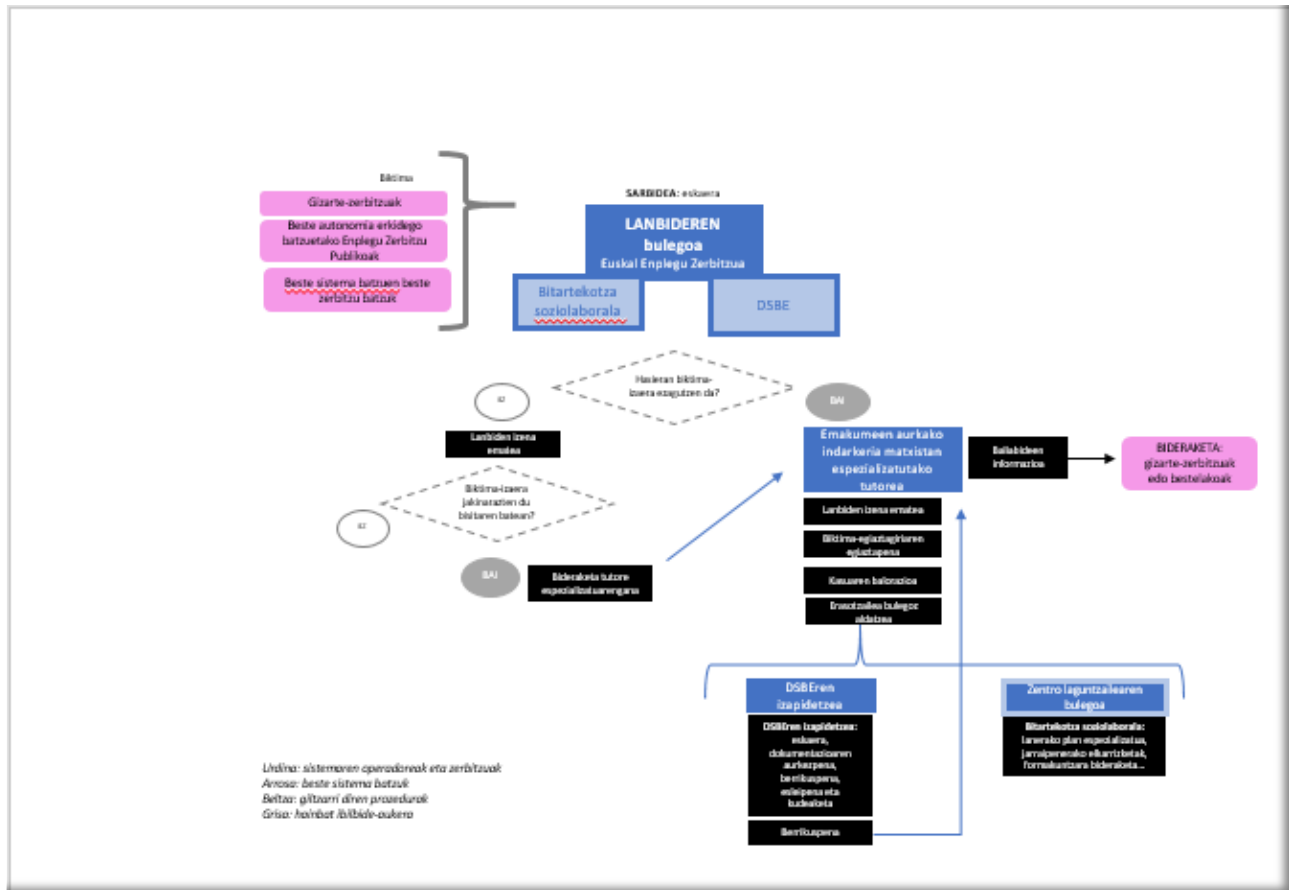 Biktima
Gizarte-zerbitzuak
Beste autonomia erkidego
batzuetako Enplegu Zerbitzu
Publikoak
Beste sistema batzuen beste
zerbitzu batzuk
SARBIDEA: eskaera
LANBIDEREN
bulegoa
Euskal Enplegu Zerbitzua
Bitartekotza
soziolaborala
DSBE
Hasieran biktima-
izaera ezagutzen da?
EZ
BAI
Lanbiden izena
ematea
Biktima-izaera
jakinarazten du
bisitaren batean?
EZ
BAI
Bideraketa tutore
espezializatuarengana
Emakumeen aurkako
indarkeria matxistan
espezializatutako
tutorea
Baliabideen
informazioa
BIDERAKETA:
gizarte-zerbitzuak
edo bestelakoak
Lanbiden izena ematea
Biktima-egiaztagiriaren
egiaztapena
Kasuaren balorazioa
Erasotzailea bulegoz
aldatzea
DSBEren
izapidetzea
DSBEren izapidetzea:
eskaera,
dokumentazioaren
aurkezpena,
berrikuspena,
esleipena eta
kudeaketa
Berrikuspena
Zentro laguntzailearen
bulegoa
Bitartekotza soziolaborala:
lanerako plan espezializatua,
jarraipenerako elkarrizketak,
formakuntzara bideraketa...
Urdina: sistemaren operadoreak eta zerbitzuak
Arrosa: beste sistema batzuk
Beltza: giltzarri diren prozedurak
Grisa: hainbat ibilbide-aukera